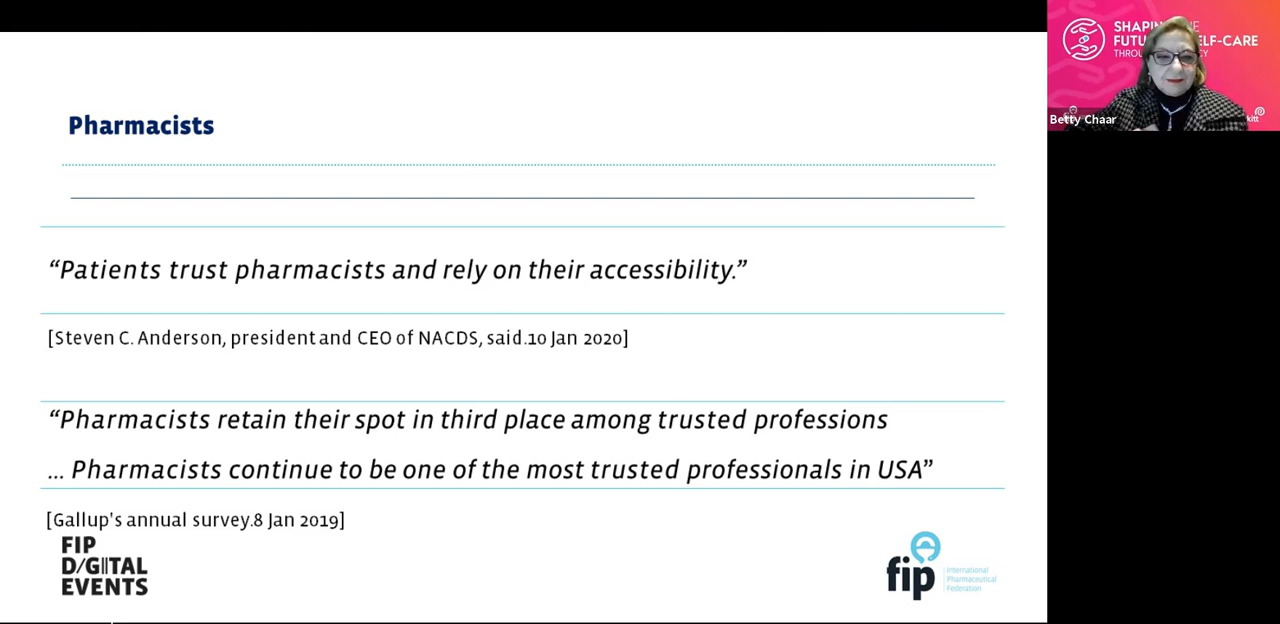 Pharmacists
“Patients trust pharmacists and rely on their accessibility.”
[Steven C. Anderson, president and CEO of NACDS, said.10 Jan 2020]
“Pharmacists retain their spot in third place among trusted professions
... Pharmacists continue to be one of the most trusted professionals in USA”
[Gallup's annual survey.8 Jan 2019]
FIP
D/GITAL
EVENTS
fip
International
Pharmaceutical
Federation
Betty Chaar